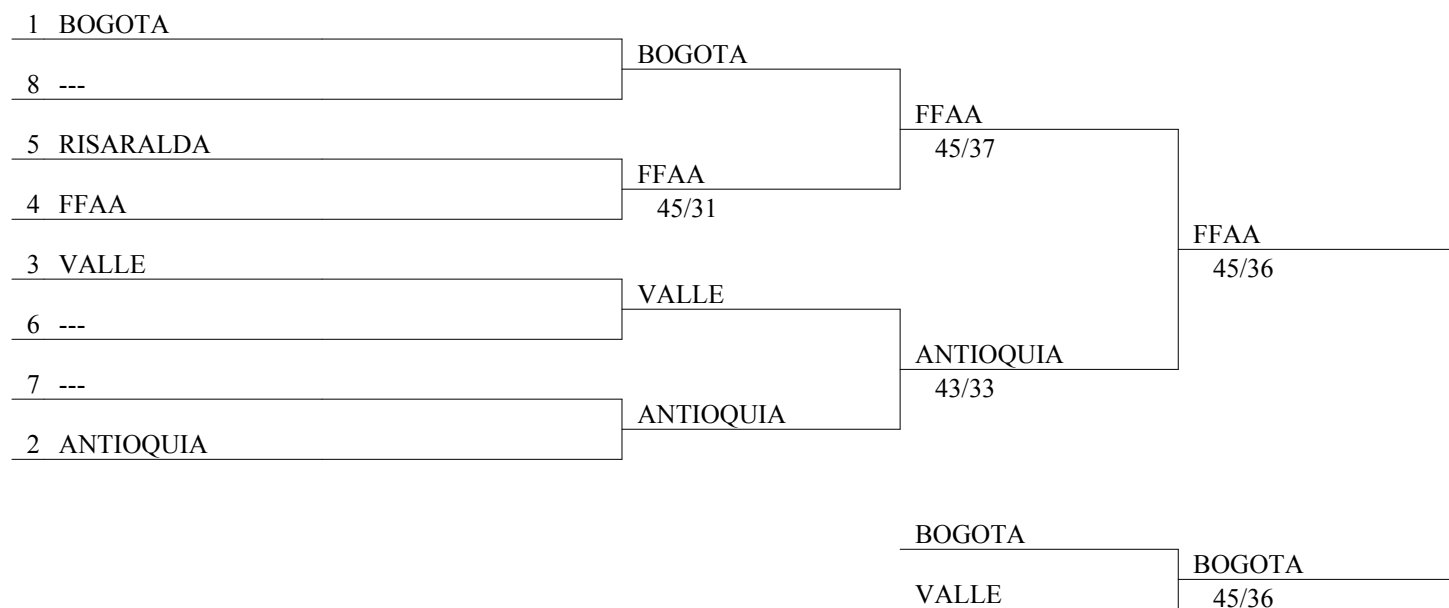 1 BOGOTA
8 ---
5 RISARALDA
4 FFAA
3 VALLE
6 ---
7 ---
2 ANTIOQUIA
BOGOTA
FFAA
45/31
VALLE
ANTIOQUIA
FFAA
45/37
ANTIOQUIA
43/33
FFAA
45/36
BOGOTA
VALLE
BOGOTA
45/36